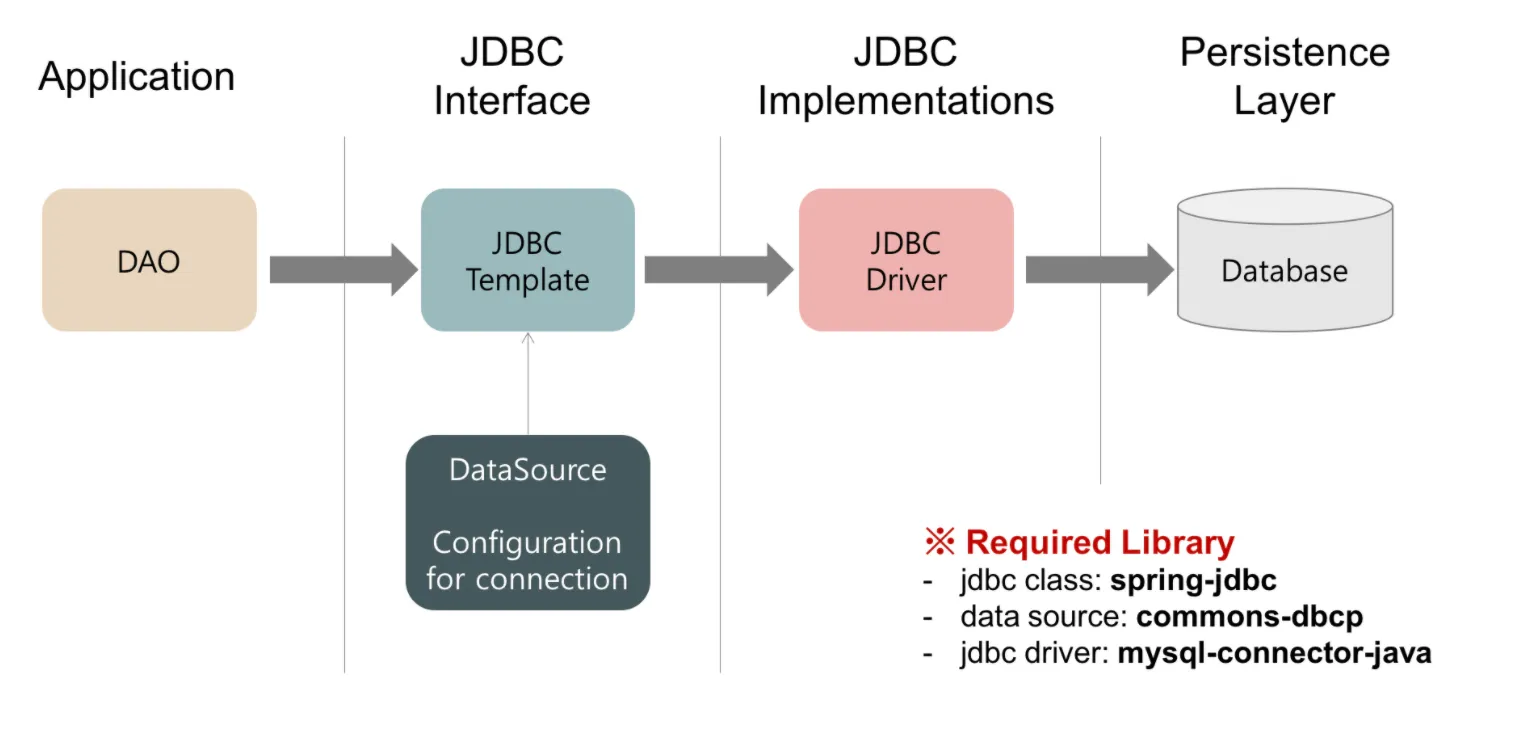 Application
JDBC
Interface
JDBC
Implementations
Persistence
Layer
DAO
JDBC
Template
JDBC
Driver
Database
DataSource
Configuration
for connection
※ Required Library
- jdbc class: spring-jdbc
- data source: commons-dbcp
- jdbc driver: mysql-connector-java